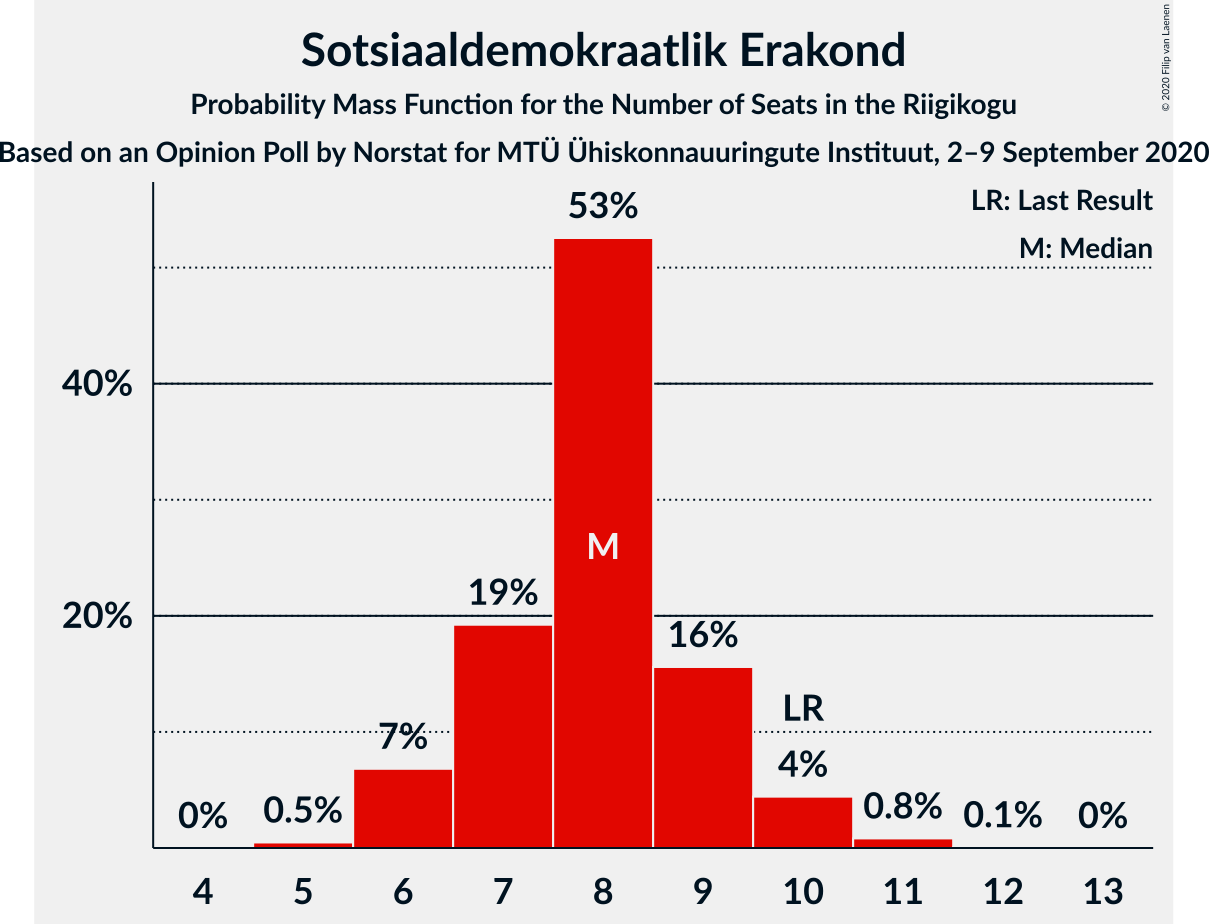 Sotsiaaldemokraatlik Erakond
Probability Mass Function for the Number of Seats in the Riigikogu
Based on an Opinion Poll by Norstat for MTÜ Ühiskonnauuringute Instituut, 2–9 September 2020
© 2020 Filip van Laenen
LR: Last Result
M: Median
53%
40%
M
19%
20%
16%
LR
7%
4%
0%
0.5%
0.8%
0.1%
0%
4 5 6 7 8 9 10 11 12 13